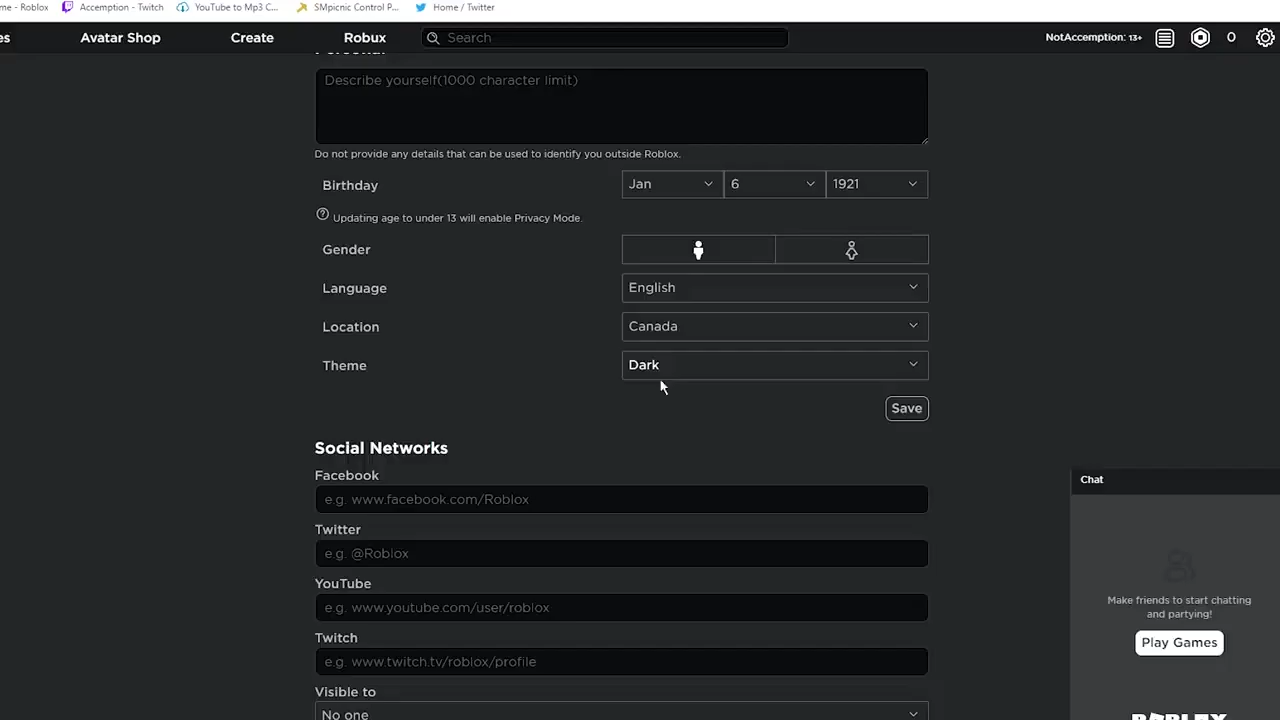 me - Roblox
Accemption - Twitch
YouTube to Mp3 C...
SMpicnic Control P...
Home / Twitter
es
Avatar Shop
Create
Robux
Search
NotAccemption: 13+
0
Personal
Describe yourself(1000 character limit)
Do not provide any details that can be used to identify you outside Roblox.
Birthday
Jan
6
1921
Updating age to under 13 will enable Privacy Mode.
Gender
Language
English
Location
Canada
Theme
Dark
Save
Social Networks
Facebook
e.g. www.facebook.com/Roblox
Twitter
e.g. @Roblox
YouTube
e.g. www.youtube.com/user/roblox
Twitch
e.g. www.twitch.tv/roblox/profile
Visible to
No one
Chat
Make friends to start chatting
and partying!
Play Games
ROBLOX